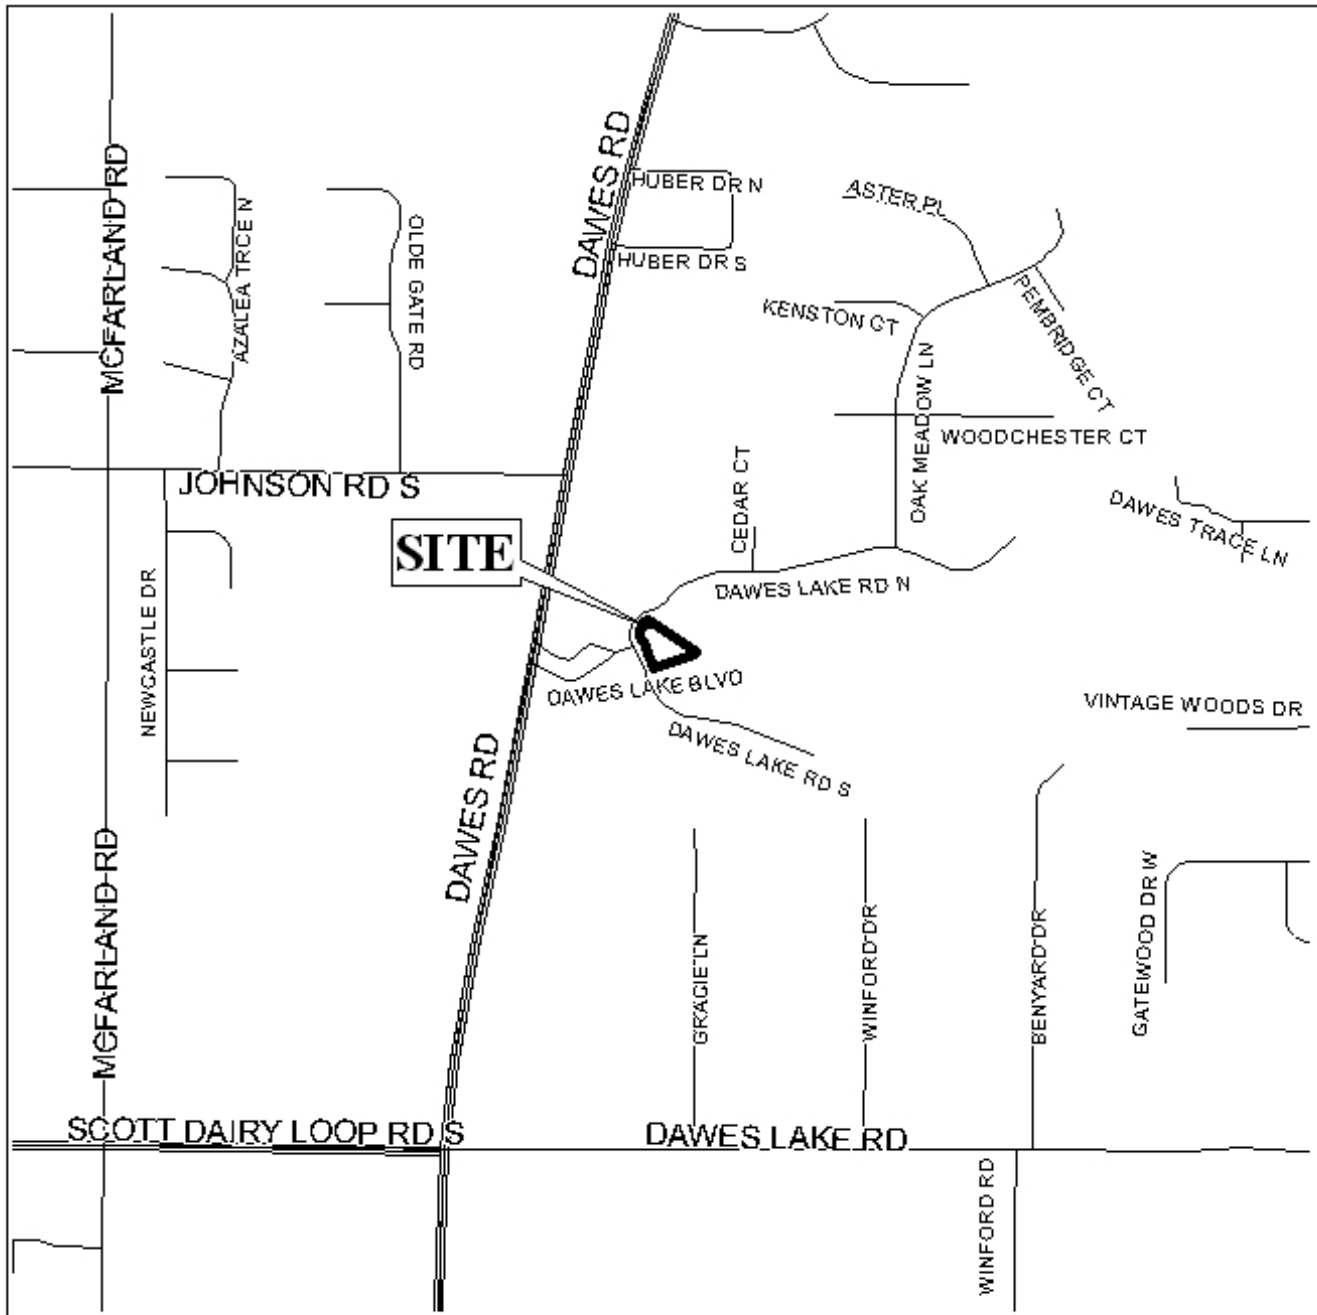 DAWES RD
MCFARLAND RD
HUBER DR N
ASTER PL
AZALEA TRCE N
OLDE GATE RD
HUBER DR S
KENSTON CT
PEMBRIDGE CT
OAK MEADOW LN
WOODCHESTER CT
JOHNSON RD S
CEDAR CT
DAWES TRACE LN
SITE
DAWES LAKE RD N
NEWCASTLE DR
DAWES LAKE BLVD
VINTAGE WOODS DR
DAWES LAKE RD S
DAWES RD
MCFARLAND RD
GRACIE LN
WINFORD DR
BENYARD DR
GATEWOOD DR W
SCOTT DAIRY LOOP RD S
DAWES LAKE RD
WINFORD RD